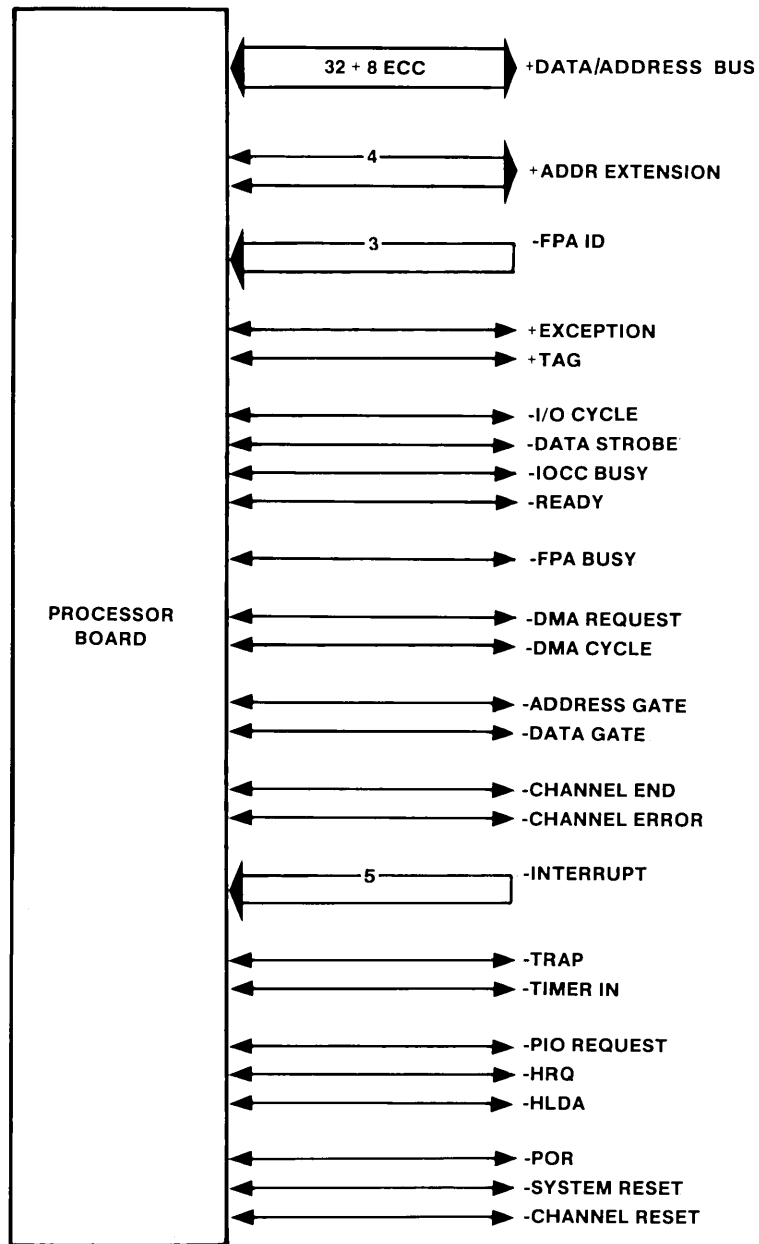 32 + 8 ECC
+DATA/ADDRESS BUS
4
+ADDR EXTENSION
3
-FPA ID
+EXCEPTION
+TAG
-I/O CYCLE
-DATA STROBE
-IOCC BUSY
-READY
-FPA BUSY
PROCESSOR
BOARD
-DMA REQUEST
-DMA CYCLE
-ADDRESS GATE
-DATA GATE
-CHANNEL END
-CHANNEL ERROR
5
-INTERRUPT
-TRAP
-TIMER IN
-PIO REQUEST
-HRQ
-HLDA
-POR
-SYSTEM RESET
-CHANNEL RESET